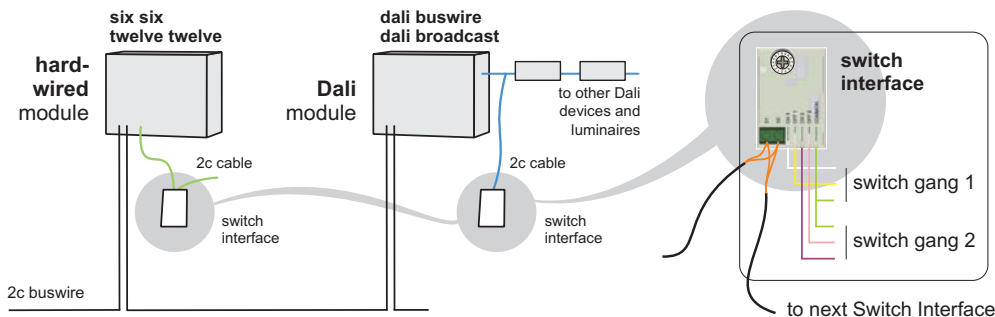 six six
twelve twelve
hard-
wired
module
2c cable
switch
interface
2c buswire
dali buswire
dali broadcast
Dali
module
to other Dali
devices and
luminaires
2c cable
switch
interface
switch
interface
COMMON
switch gang 1
switch gang 2
to next Switch Interface